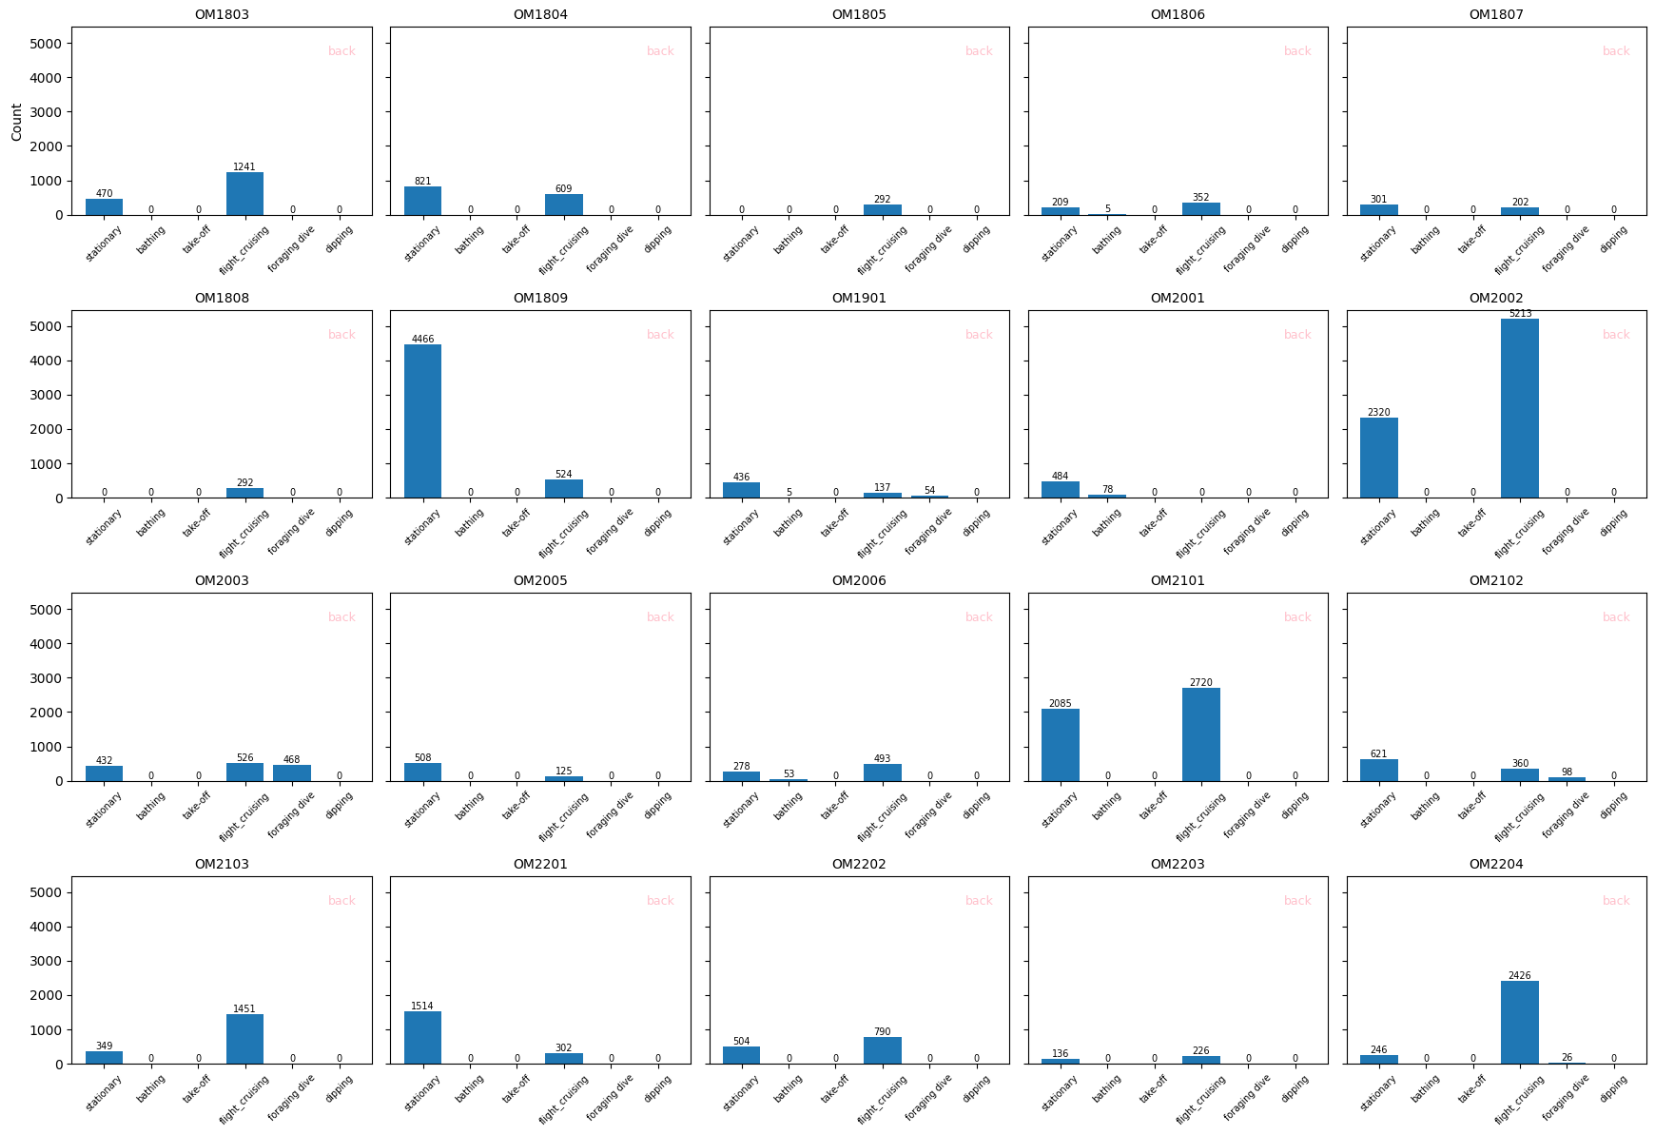 OM1803 OM1804 OM1805 OM1806 OM1807
5000 back back back back back
4000
3000
Count
2000
1241
1000 470 0 0 0 0 821 0 0 609 0 0 0 0 0 292 0 0 209 5 0 352 0 0 301 0 0 202 0 0
0
stationary bathing take-off flight_cruising foraging dive dipping stationary bathing take-off flight_cruising foraging dive dipping stationary bathing take-off flight_cruising foraging dive dipping stationary bathing take-off flight_cruising foraging dive dipping stationary bathing take-off flight_cruising foraging dive dipping
OM1808 OM1809 OM1901 OM2001 OM2002
5213
5000 back back back back back
4466
4000
3000
2320
2000
1000
0 0 0 292 0 0 0 0 524 0 0 436 5 0 137 54 0 484 78 0 0 0 0 0 0 0 0
0
stationary bathing take-off flight_cruising foraging dive dipping stationary bathing take-off flight_cruising foraging dive dipping stationary bathing take-off flight_cruising foraging dive dipping stationary bathing take-off flight_cruising foraging dive dipping stationary bathing take-off flight_cruising foraging dive dipping
OM2003 OM2005 OM2006 OM2101 OM2102
5000 back back back back back
4000
3000
2720
2000 2085
1000
432 0 0 526 468 0 508 0 0 125 0 0 278 53 0 493 0 0 0 0 0 0 621 0 0 360 98 0
0
stationary bathing take-off flight_cruising foraging dive dipping stationary bathing take-off flight_cruising foraging dive dipping stationary bathing take-off flight_cruising foraging dive dipping stationary bathing take-off flight_cruising foraging dive dipping stationary bathing take-off flight_cruising foraging dive dipping
OM2103 OM2201 OM2202 OM2203 OM2204
5000 back back back back back
4000
3000
2426
2000
1451 1514
1000
349 0 0 0 0 0 0 302 0 0 504 0 0 790 0 0 136 0 0 226 0 0 246 0 0 26 0
0
stationary bathing take-off flight_cruising foraging dive dipping stationary bathing take-off flight_cruising foraging dive dipping stationary bathing take-off flight_cruising foraging dive dipping stationary bathing take-off flight_cruising foraging dive dipping stationary bathing take-off flight_cruising foraging dive dipping